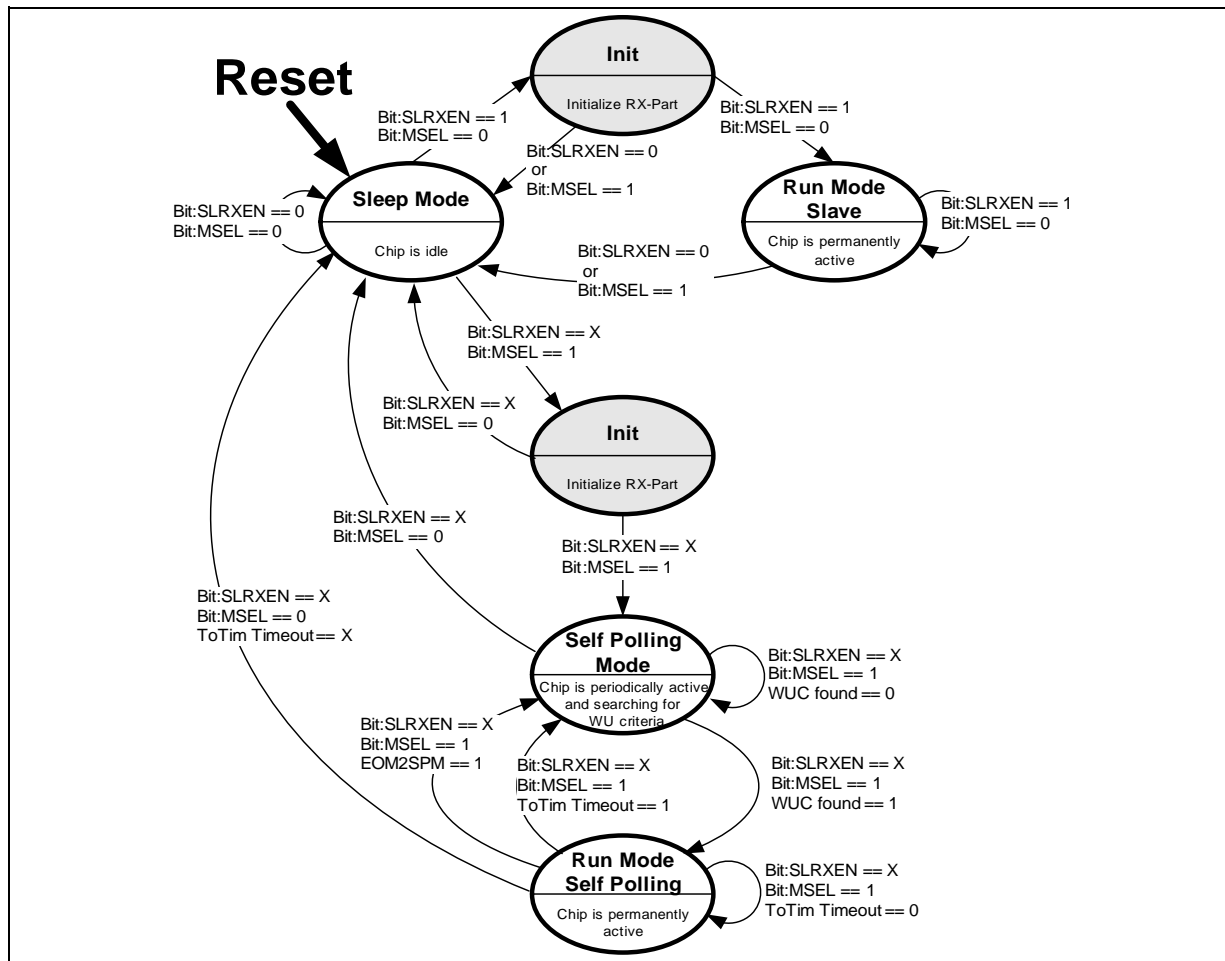 Reset
Init
Initialize RX-Part
Bit:SLRXEN == 1
Bit:MSEL == 0
Bit:SLRXEN == 1
Bit:MSEL == 0
Bit:SLRXEN == 0
or
Bit:MSEL == 1
Sleep Mode
Chip is idle
Bit:SLRXEN == 0
Bit:MSEL == 0
Run Mode
Slave
Chip is permanently
active
Bit:SLRXEN == 1
Bit:MSEL == 0
Bit:SLRXEN == 0
or
Bit:MSEL == 1
Bit:SLRXEN == X
Bit:MSEL == 1
Bit:SLRXEN == X
Bit:MSEL == 0
Init
Initialize RX-Part
Bit:SLRXEN == X
Bit:MSEL == 0
Bit:SLRXEN == X
Bit:MSEL == 1
Bit:SLRXEN == X
Bit:MSEL == 0
ToTim Timeout == X
Self Polling
Mode
Chip is periodically active
and searching for
WU criteria
Bit:SLRXEN == X
Bit:MSEL == 1
WUC found == 0
Bit:SLRXEN == X
Bit:MSEL == 1
EOM2SPM == 1
Bit:SLRXEN == X
Bit:MSEL == 1
ToTim Timeout == 1
Bit:SLRXEN == X
Bit:MSEL == 1
WUC found == 1
Run Mode
Self Polling
Chip is permanently
active
Bit:SLRXEN == X
Bit:MSEL == 1
ToTim Timeout == 0